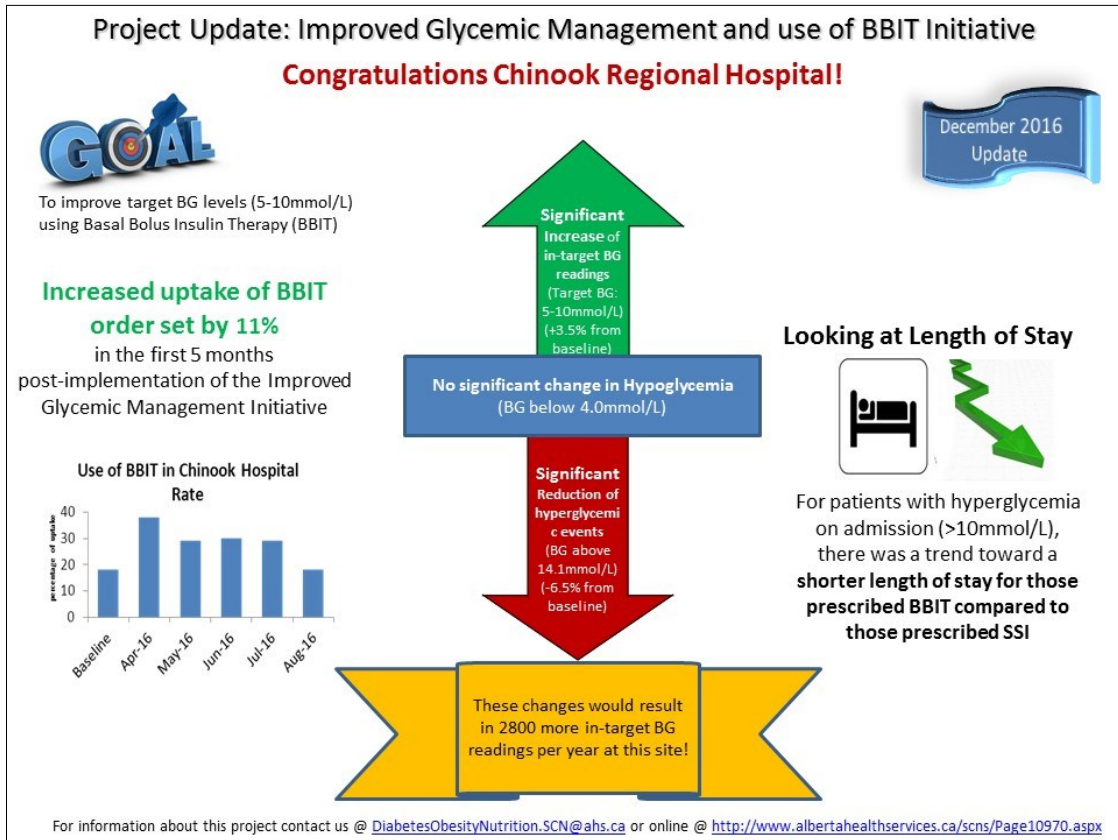 Project Update: Improved Glycemic Management and use of BBIT Initiative
Congratulations Chinook Regional Hospital!
GOAL
December 2016
Update
To improve target BG levels (5-10mmol/L)
using Basal Bolus Insulin Therapy (BBIT)
Increased uptake of BBIT
order set by 11%
in the first 5 months
post-implementation of the Improved
Glycemic Management Initiative
Use of BBIT in Chinook Hospital
Rate
percentage of uptake
40
30
20
10
0
Baseline
Apr-16
May-16
Jun-16
Jul-16
Aug-16
Significant
Increase of
in-target BG
readings
(Target BG:
5-10mmol/L)
(+3.5% from
baseline)
No significant change in Hypoglycemia
(BG below 4.0mmol/L)
Significant
Reduction of
hyperglycemi
c events
(BG above
14.1mmol/L)
(-6.5% from
baseline)
Looking at Length of Stay
For patients with hyperglycemia
on admission (>10mmol/L),
there was a trend toward a
shorter length of stay for those
prescribed BBIT compared to
those prescribed SSI
These changes would result
in 2800 more in-target BG
readings per year at this site!
For information about this project contact us @ DiabetesObesityNutrition.SCN@ahs.ca or online @ http://www.albertahealthservices.ca/scns/Page10970.aspx